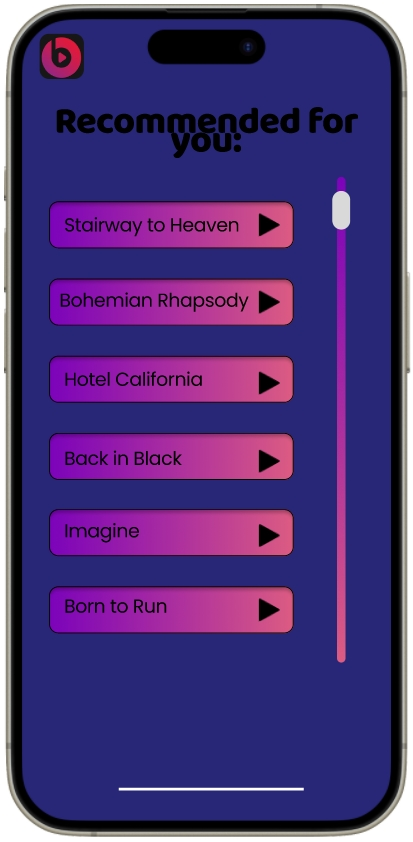 b
Recommended for
you:
Stairway to Heaven
Bohemian Rhapsody
Hotel California
Back in Black
Imagine
Born to Run